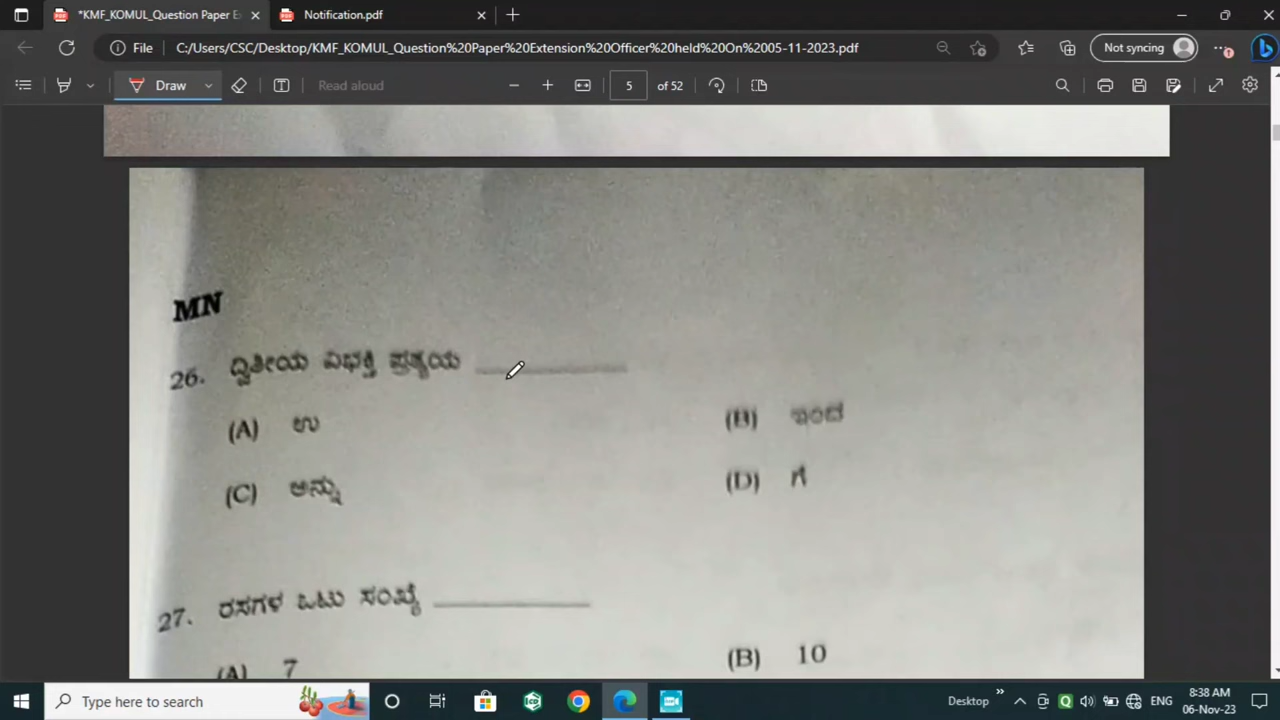 *KMF_KOMUL_Question Paper E
Notification.pdf
File
C:/Users/CSC/Desktop/KMF_KOMUL_Question%20Paper%20Extension%20Officer%20held%20On%2005-11-2023.pdf
Not syncing
Draw
Read aloud
5
of 52
MN
26. ದ್ವಿತೀಯ ವಿಭಕ್ತಿ ಪ್ರತ್ಯಯ
(A) ಉ
(B) ಇಂದ
(C) ಅನ್ನು
(D) ಗೆ
27. ರಸಗಳ ಒಟು ಸಂಖ್ಯೆ
(A) 7
(B) 10
Type here to search
Desktop
ENG
8:38 AM
06-Nov-23